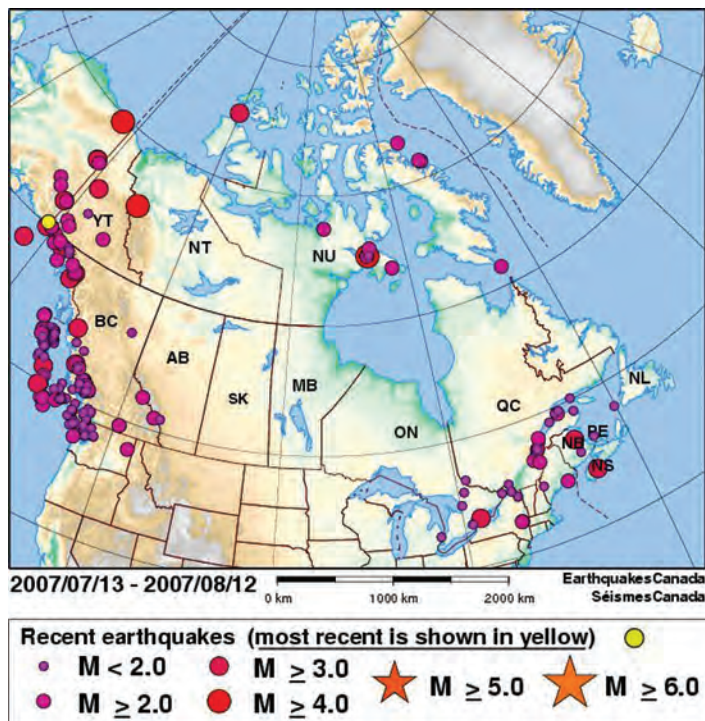 YT
NT
NU
BC
AB
SK
MB
ON
QC
NL
PE
NB
NS
2007/07/13 - 2007/08/12
0 km
1000 km
2000 km
EarthquakesCanada
SéismesCanada
Recent earthquakes (most recent is shown in yellow)
M < 2.0
M ≥ 3.0
M ≥ 5.0
M ≥ 6.0
M ≥ 2.0
M ≥ 4.0